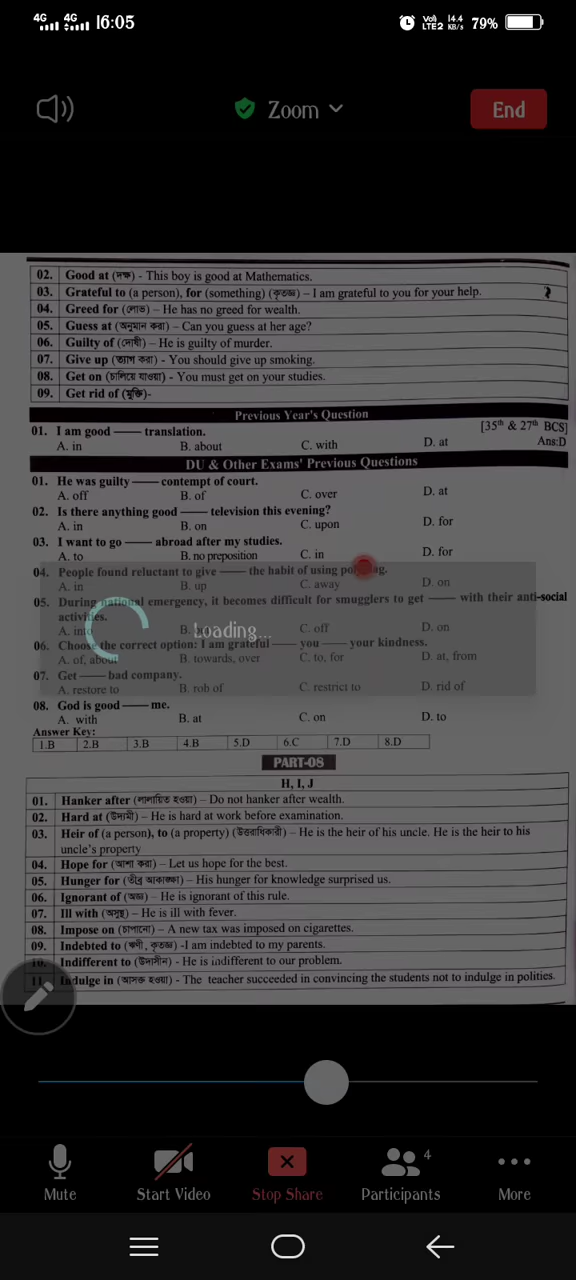 4G 4G 16:05 Vo) LTE2 14.4 KB/s 79%
Zoom End
02. Good at (দক্ষ) - This boy is good at Mathematics.
03. Grateful to (a person), for (something) (কৃতজ্ঞ) – I am grateful to you for your help.
04. Greed for (লোভ) – He has no greed for wealth.
05. Guess at (অনুমান করা) – Can you guess at her age?
06. Guilty of (দোষী) – He is guilty of murder.
07. Give up (ত্যাগ করা) - You should give up smoking.
08. Get on (চালিয়ে যাওয়া) - You must get on your studies.
09. Get rid of (মুক্তি)-
Previous Year's Question
01. I am good —— translation. [35th & 27th BCS]
A. in B. about C. with D. at Ans:D
DU & Other Exams' Previous Questions
01. He was guilty —— contempt of court.
A. off B. of C. over D. at
02. Is there anything good —— television this evening?
A. in B. on C. upon D. for
03. I want to go —— abroad after my studies.
A. to B. no preposition C. in D. for
04. People found reluctant to give —— the habit of using
A. in B. up C. away D. on
05. During national emergency, it becomes difficult for smugglers to get —— with their anti-social
activities.
A. into C. off D. on
Loading...
06. Choose the correct option: I am grateful —— you —— your kindness.
A. of, about B. towards, over C. to, for D. at, from
07. Get —— bad company.
A. restore to B. rob of C. restrict to D. rid of
08. God is good —— me.
A. with B. at C. on D. to
Answer Key:
1.B 2.B 3.B 4.B 5.D 6.C 7.D 8.D
PART-08
H, I, J
01. Hanker after (লালায়িত হওয়া) – Do not hanker after wealth.
02. Hard at (উদ্যমী) – He is hard at work before examination.
03. Heir of (a person), to (a property) (উত্তরাধিকারী) – He is the heir of his uncle. He is the heir to his
uncle's property
04. Hope for (আশা করা) – Let us hope for the best.
05. Hunger for (তীব্র আকাঙ্ক্ষা) – His hunger for knowledge surprised us.
06. Ignorant of (অজ্ঞ) – He is ignorant of this rule.
07. Ill with (অসুস্থ) – He is ill with fever.
08. Impose on (চাপানো) – A new tax was imposed on cigarettes.
09. Indebted to (ঋণী, কৃতজ্ঞ) -I am indebted to my parents.
10. Indifferent to (উদাসীন) - He is indifferent to our problem.
11. Indulge in (আসক্ত হওয়া) - The teacher succeeded in convincing the students not to indulge in polities.
4
Mute Start Video Stop Share Participants More